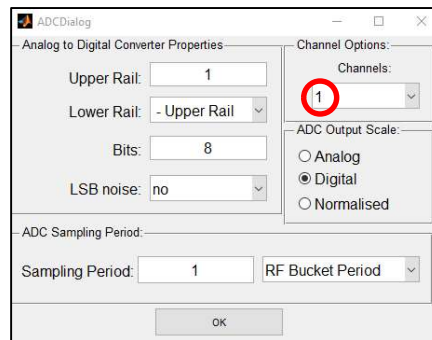 ADCDialog
Analog to Digital Converter Properties
Upper Rail: 1
Lower Rail: - Upper Rail
Bits: 8
LSB noise: no
Channel Options:
Channels:
1
ADC Output Scale:
Analog
Digital
Normalised
ADC Sampling Period:
Sampling Period: 1 RF Bucket Period
OK